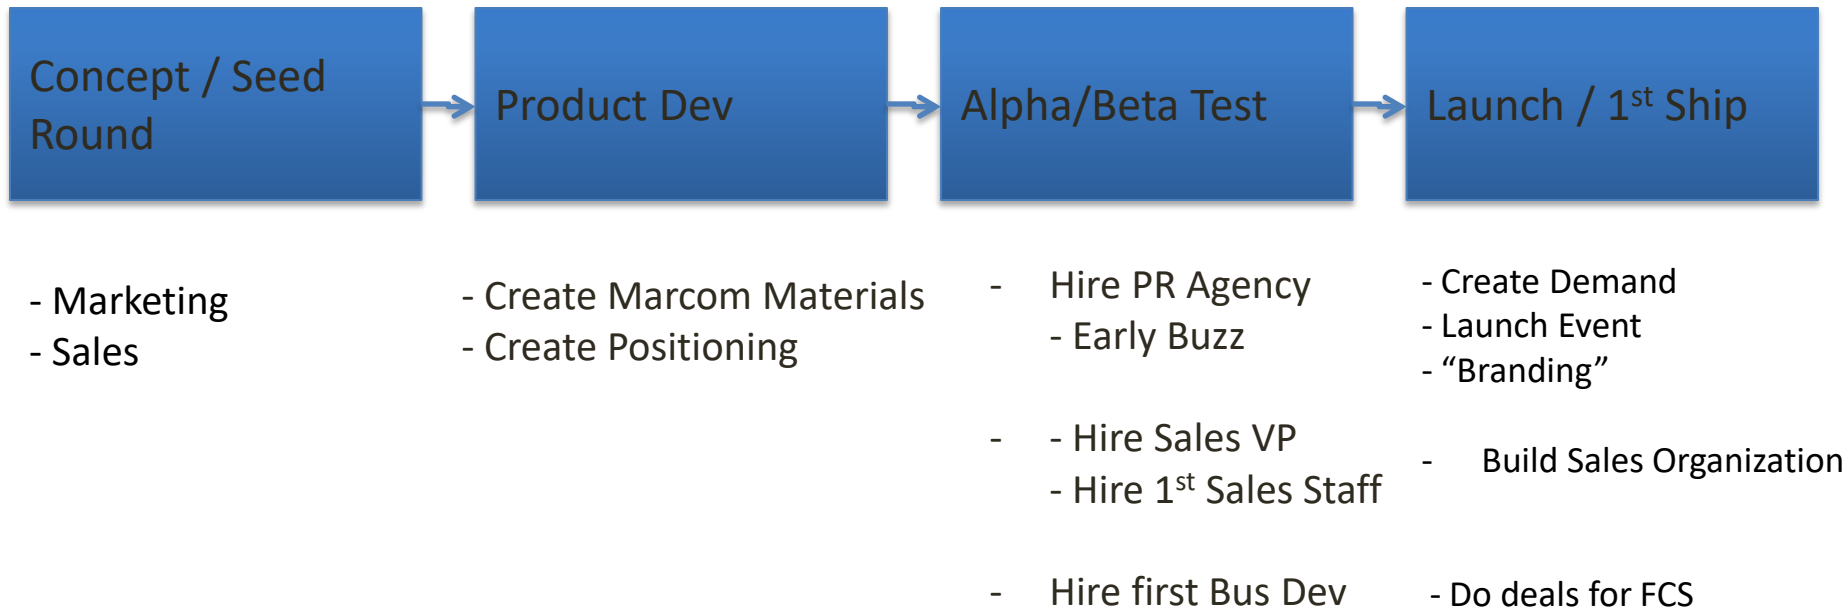 Concept / Seed
Round
Product Dev
Alpha/Beta Test
Launch / 1st Ship
- Marketing
- Sales
- Create Marcom Materials
- Create Positioning
- Hire PR Agency
- Early Buzz
- - Hire Sales VP
- Hire 1st Sales Staff
- Hire first Bus Dev
- Create Demand
- Launch Event
- “Branding”
- Build Sales Organization
- Do deals for FCS